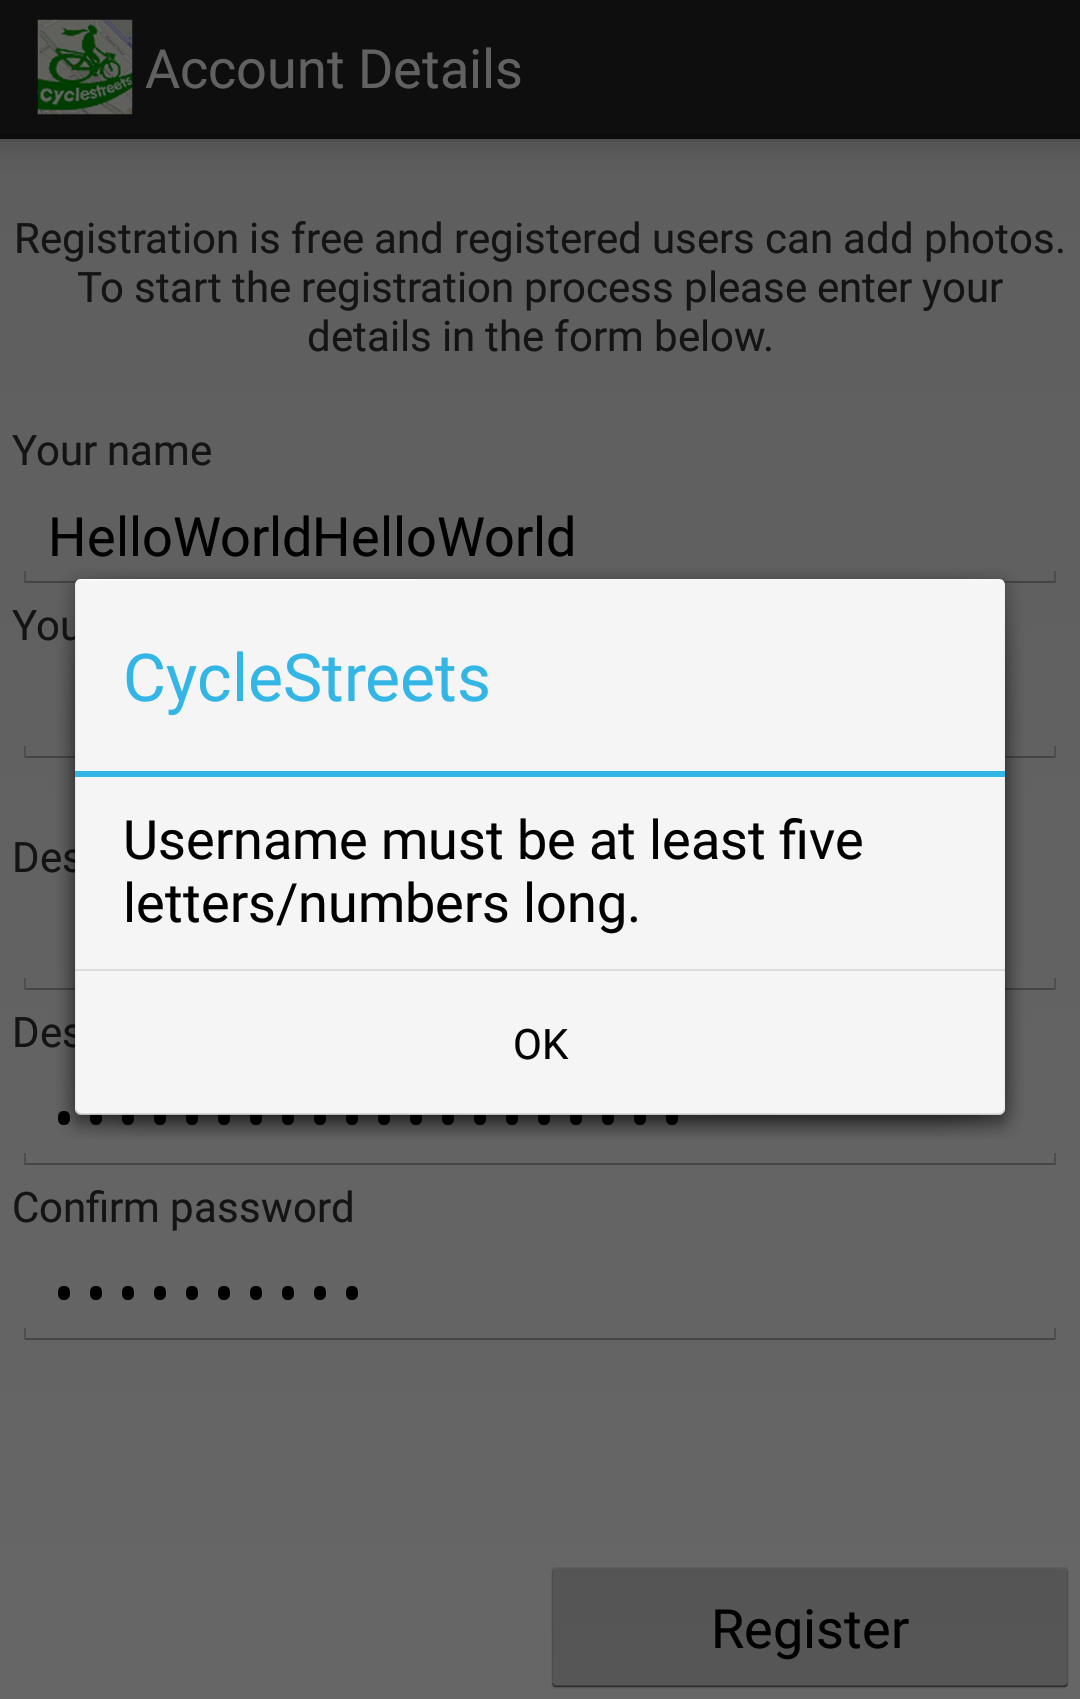 Cyclestreets
Account Details
Registration is free and registered users can add photos.
To start the registration process please enter your
details in the form below.
Your name
HelloWorldHelloWorld
You
CycleStreets
Username must be at least five
letters/numbers long.
Des
OK
Des
Confirm password
Register